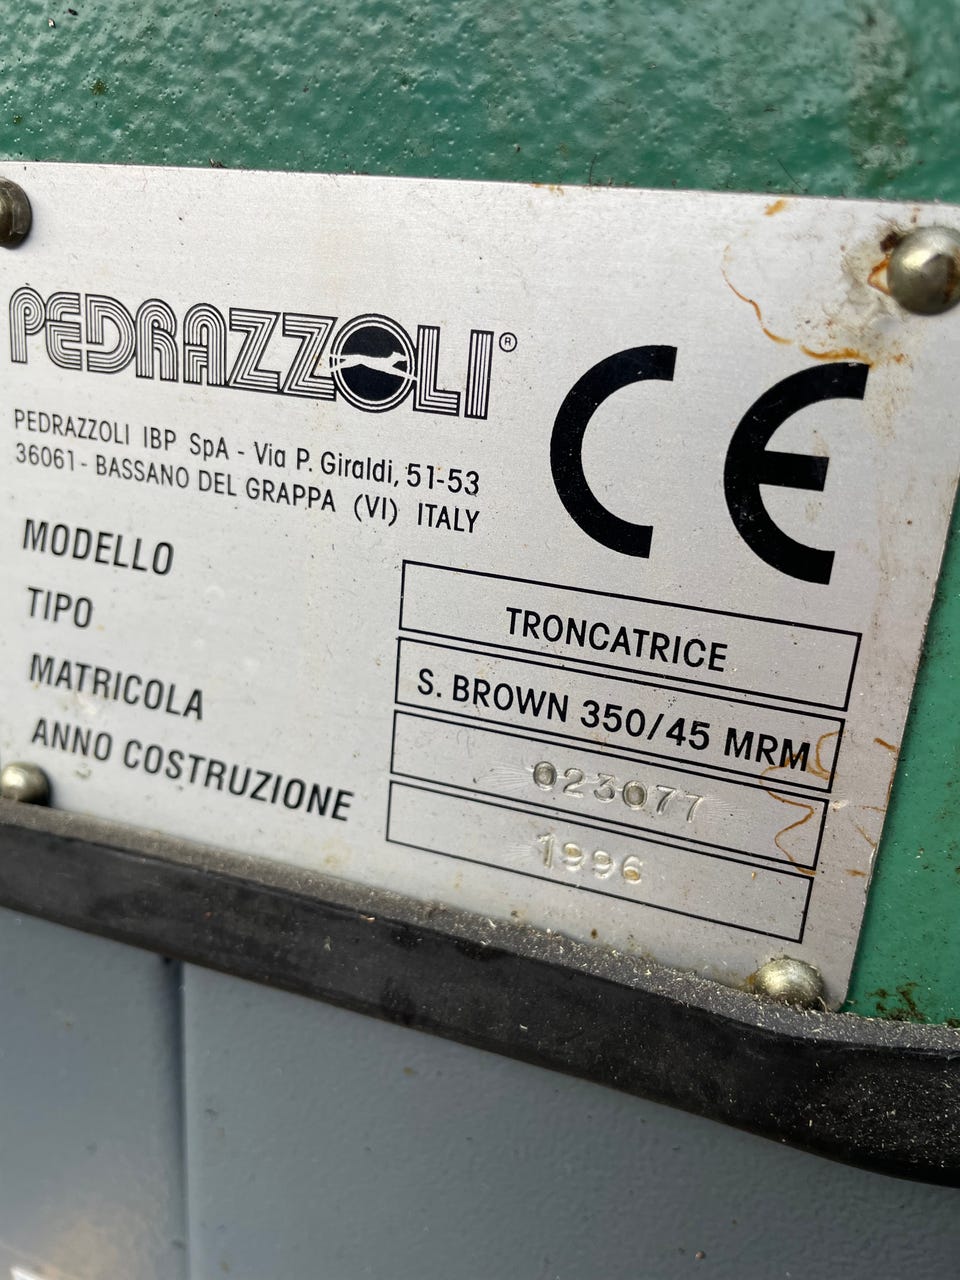 PEDRAZZOLI®
CE
PEDRAZZOLI IBP SpA - Via P. Giraldi, 51-53
36061 - BASSANO DEL GRAPPA (VI) ITALY
MODELLO TRONCATRICE
TIPO S. BROWN 350/45 MRM
MATRICOLA 023077
ANNO COSTRUZIONE 1996